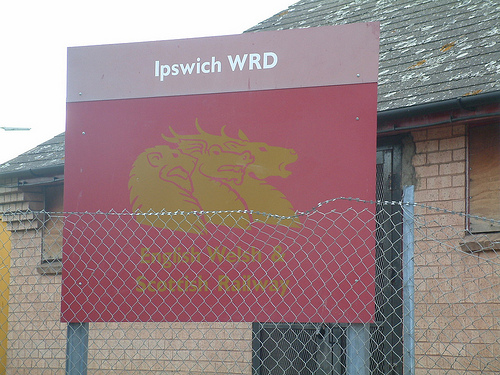 Ipswich WRD
English Welsh &
Scottish Railway